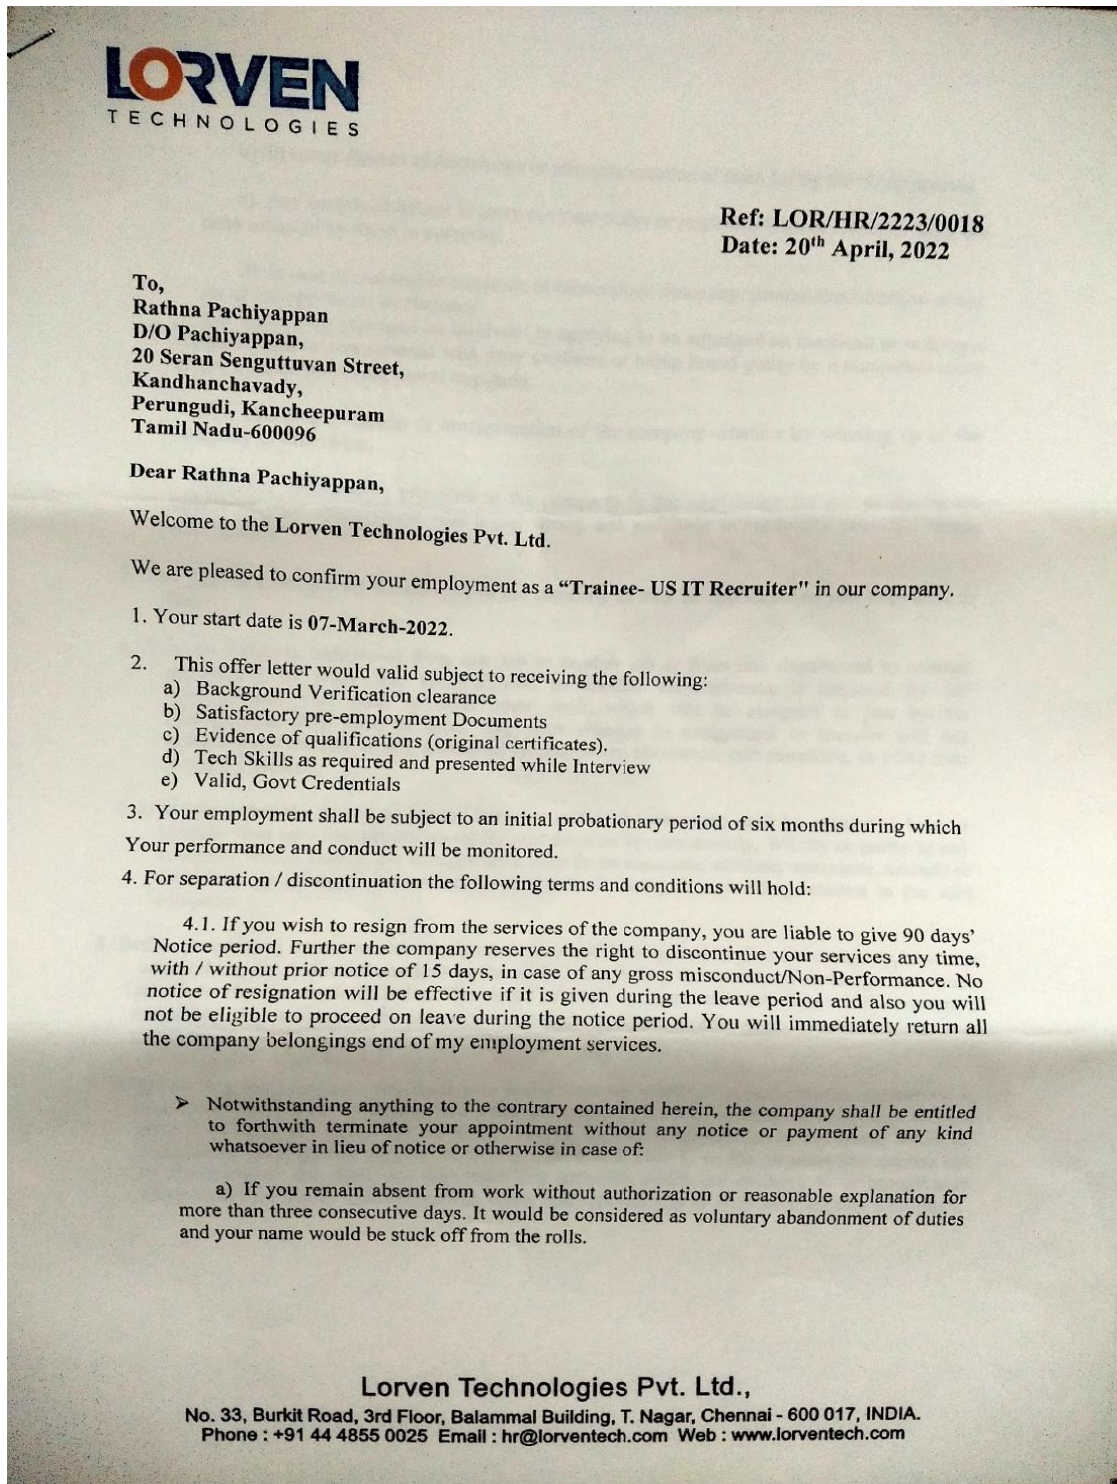 LORVEN
TECHNOLOGIES
Ref: LOR/HR/2223/0018
Date: 20th April, 2022
To,
Rathna Pachiyappan
D/O Pachiyappan,
20 Seran Senguttuvan Street,
Kandhanchavady,
Perungudi, Kancheepuram
Tamil Nadu-600096
Dear Rathna Pachiyappan,
Welcome to the Lorven Technologies Pvt. Ltd.
We are pleased to confirm your employment as a “Trainee- US IT Recruiter" in our company.
1. Your start date is 07-March-2022.
2. This offer letter would valid subject to receiving the following:
a) Background Verification clearance
b) Satisfactory pre-employment Documents
c) Evidence of qualifications (original certificates).
d) Tech Skills as required and presented while Interview
e) Valid, Govt Credentials
3. Your employment shall be subject to an initial probationary period of six months during which
Your performance and conduct will be monitored.
4. For separation / discontinuation the following terms and conditions will hold:
4.1. If you wish to resign from the services of the company, you are liable to give 90 days’
Notice period. Further the company reserves the right to discontinue your services any time,
with / without prior notice of 15 days, in case of any gross misconduct/Non-Performance. No
notice of resignation will be effective if it is given during the leave period and also you will
not be eligible to proceed on leave during the notice period. You will immediately return all
the company belongings end of my employment services.
➢ Notwithstanding anything to the contrary contained herein, the company shall be entitled
to forthwith terminate your appointment without any notice or payment of any kind
whatsoever in lieu of notice or otherwise in case of:
a) If you remain absent from work without authorization or reasonable explanation for
more than three consecutive days. It would be considered as voluntary abandonment of duties
and your name would be stuck off from the rolls.
Lorven Technologies Pvt. Ltd.,
No. 33, Burkit Road, 3rd Floor, Balammal Building, T. Nagar, Chennai - 600 017, INDIA.
Phone : +91 44 4855 0025 Email : hr@lorventech.com Web : www.lorventech.com